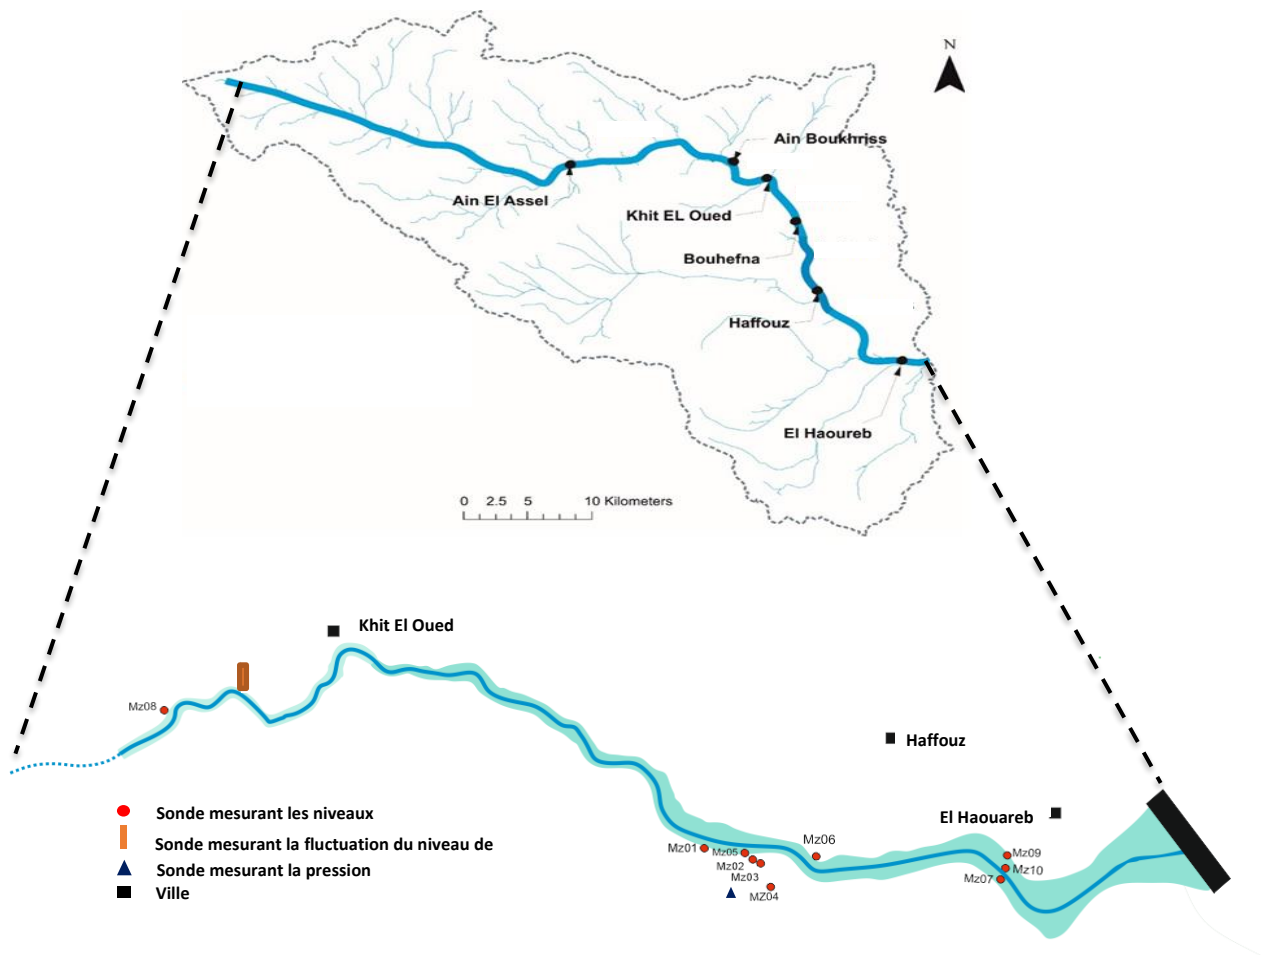 N
Ain Boukhriss
Ain El Assel
Khit EL Oued
Bouhefna
Haffouz
El Haoureb
0 2.5 5 10 Kilometers
Khit El Oued
Mz08
Haffouz
El Haouareb
Sonde mesurant les niveaux
Sonde mesurant la fluctuation du niveau de
Sonde mesurant la pression
Ville
Mz01
Mz05
Mz02
Mz03
MZ04
Mz06
Mz09
Mz10
Mz07